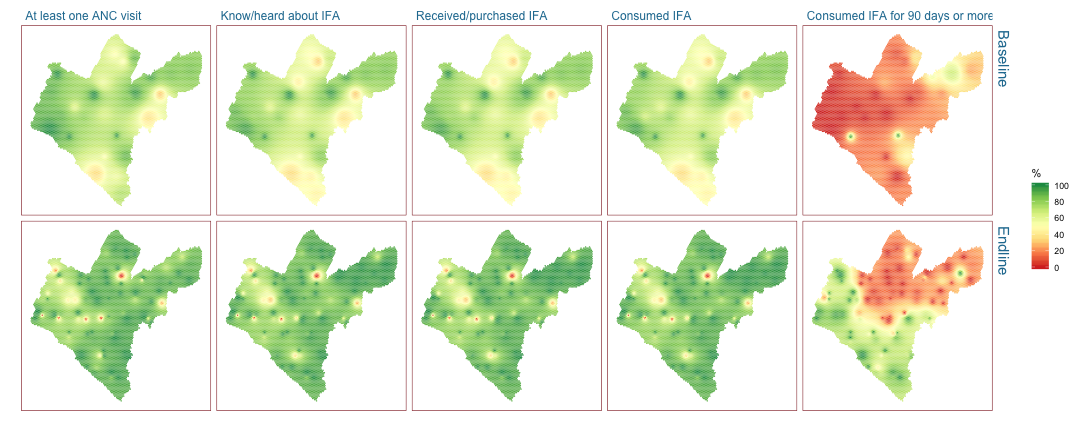 At least one ANC visit
Know/heard about IFA
Received/purchased IFA
Consumed IFA
Consumed IFA for 90 days or more
Baseline
Endline
%
100
80
60
40
20
0